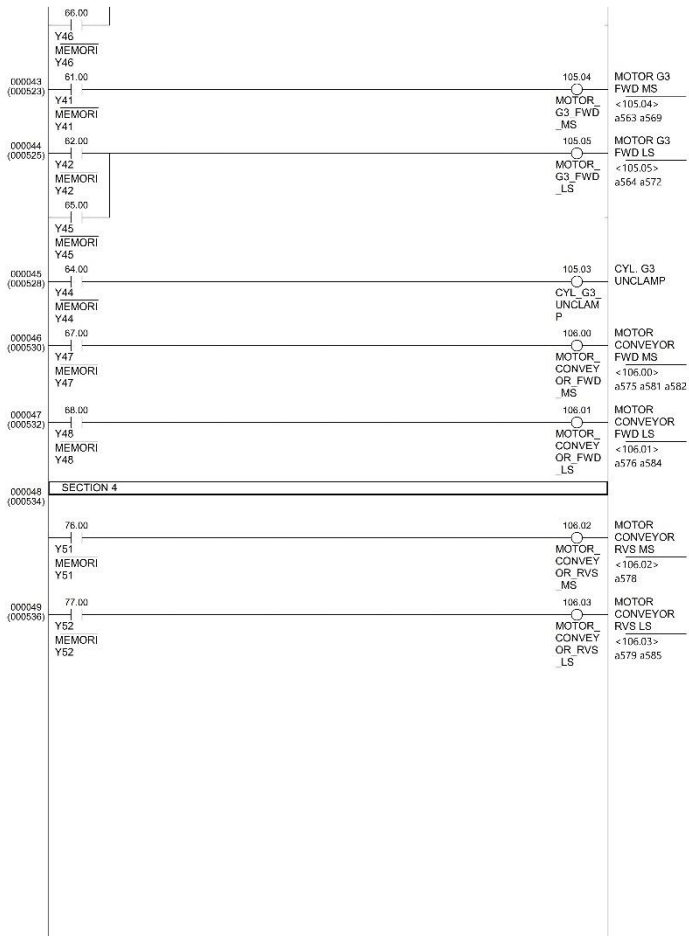 66.00
Y46
MEMORI
Y46
000043
(000523)
61.00
Y41
MEMORI
Y41
105.04
MOTOR_
G3_FWD
_MS
MOTOR G3
FWD MS
<105.04>
a563 a569
000044
(000525)
62.00
Y42
MEMORI
Y42
105.05
MOTOR_
G3_FWD
_LS
MOTOR G3
FWD LS
<105.05>
a564 a572
65.00
Y45
MEMORI
Y45
000045
(000528)
64.00
Y44
MEMORI
Y44
105.03
CYL_G3_
UNCLAM
P
CYL. G3
UNCLAMP
000046
(000530)
67.00
Y47
MEMORI
Y47
106.00
MOTOR_
CONVEY
OR_FWD
_MS
MOTOR
CONVEYOR
FWD MS
<106.00>
a575 a581 a582
000047
(000532)
68.00
Y48
MEMORI
Y48
106.01
MOTOR_
CONVEY
OR_FWD
_LS
MOTOR
CONVEYOR
FWD LS
<106.01>
a576 a584
000048
(000534)
SECTION 4
76.00
Y51
MEMORI
Y51
106.02
MOTOR_
CONVEY
OR_RVS
_MS
MOTOR
CONVEYOR
RVS MS
<106.02>
a578
000049
(000536)
77.00
Y52
MEMORI
Y52
106.03
MOTOR_
CONVEY
OR_RVS
_LS
MOTOR
CONVEYOR
RVS LS
<106.03>
a579 a585